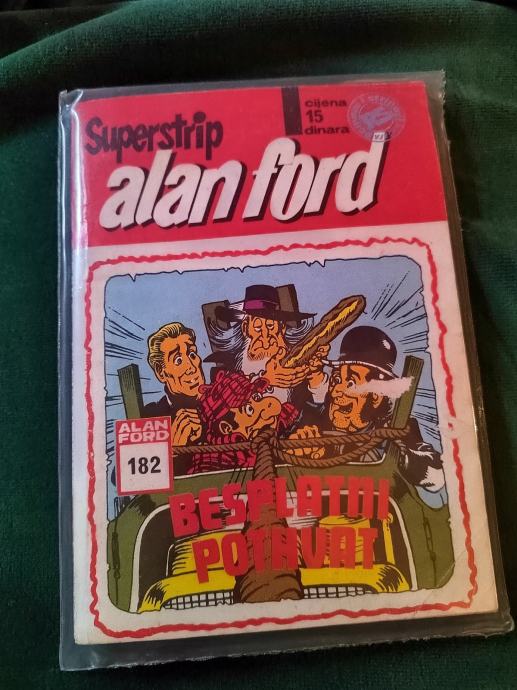 Superstrip
cijena
15
dinara
alan ford
ALAN
FORD
182
BESPLATNI
POTHVAT